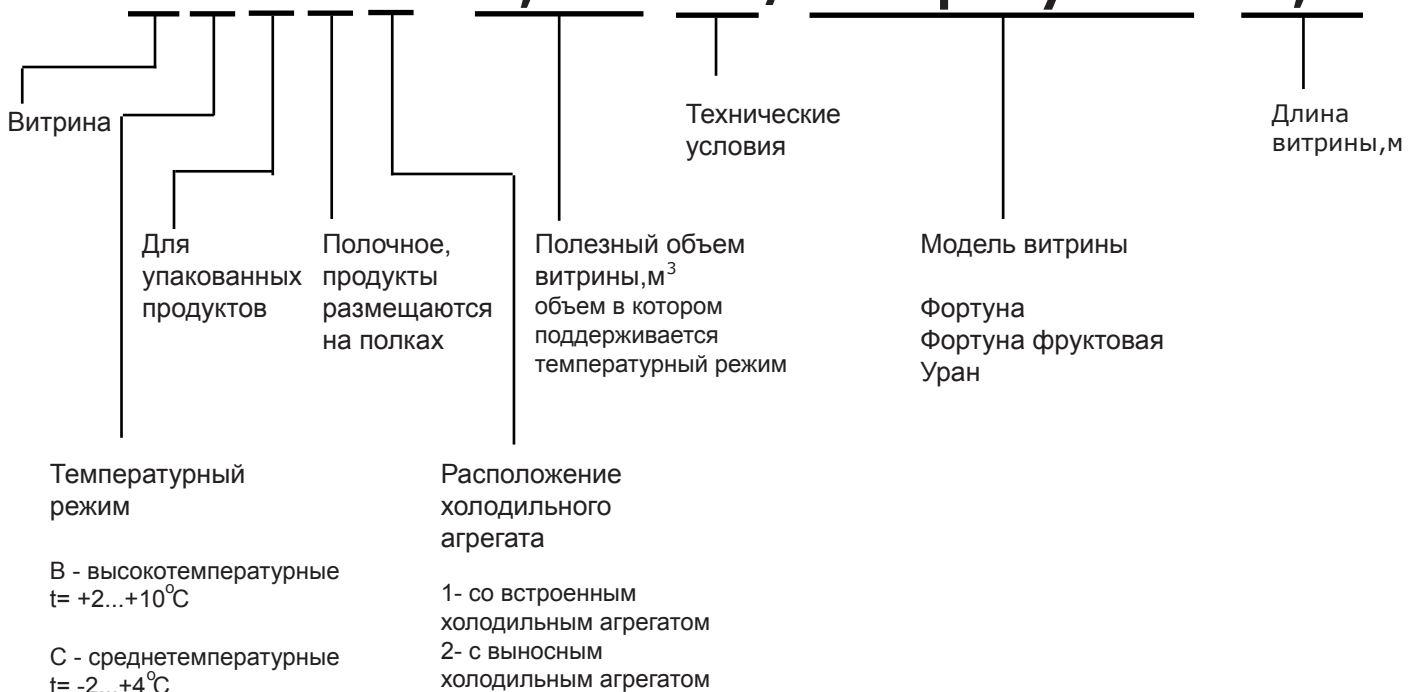 Витрина
Технические
условия
Длина
витрины,м
Для
упакованных
продуктов
Полочное,
продукты
размещаются
на полках
Полезный объем
витрины,м³
объем в котором
поддерживается
температурный режим
Модель витрины
Фортуна
Фортуна фруктовая
Уран
Температурный
режим
В - высокотемпературные
t= +2...+10°C
С - среднетемпературные
t= -2...+4°C
Расположение
холодильного
агрегата
1- со встроенным
холодильным агрегатом
2- с выносным
холодильным агрегатом